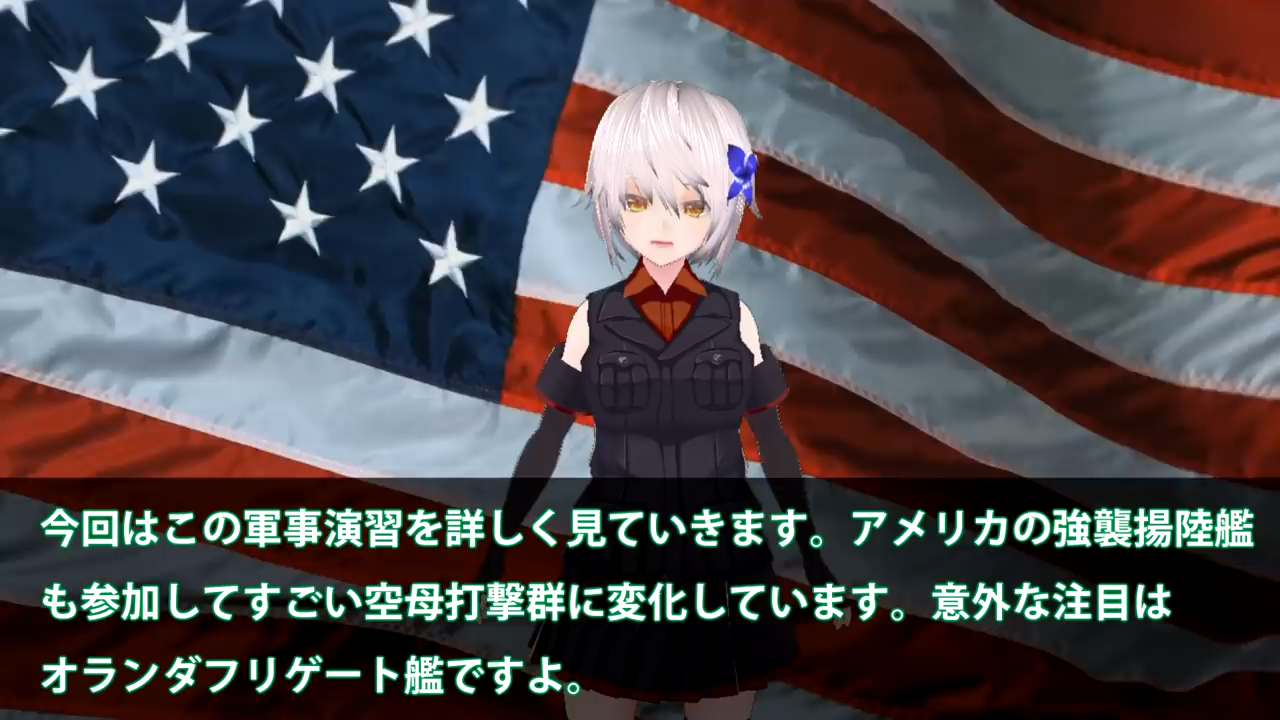 今回はこの軍事演習を詳しく見ていきます。アメリカの強襲揚陸艦
も参加してすごい空母打撃群に変化しています。意外な注目は
オランダフリゲート艦ですよ。